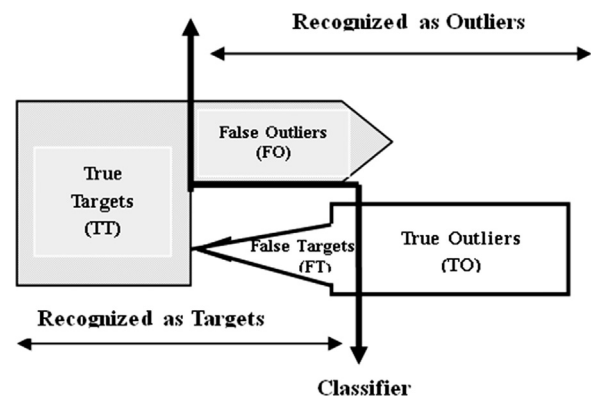 Recognized as Outliers
False Outliers
(FO)
True
Targets
(TT)
False Targets
(FT)
True Outliers
(TO)
Recognized as Targets
Classifier